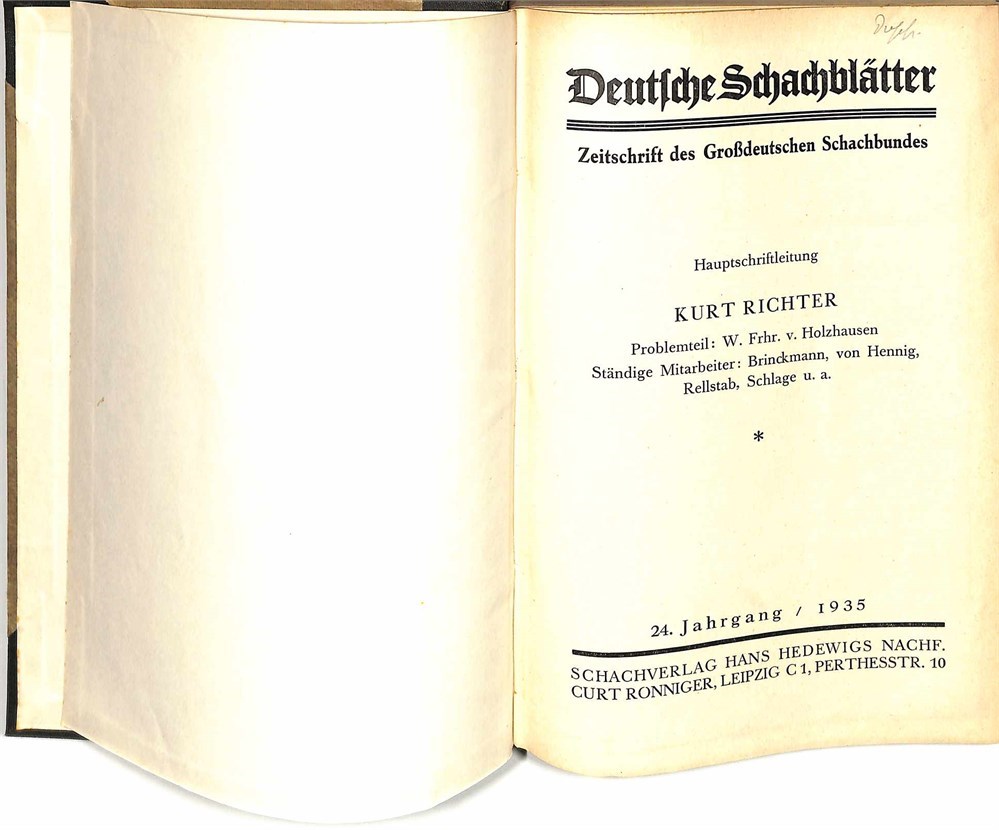 Deutsche Schachblätter
Zeitschrift des Großdeutschen Schachbundes
Hauptschriftleitung
KURT RICHTER
Problemteil: W. Frhr. v. Holzhausen
Ständige Mitarbeiter: Brinckmann, von Hennig,
Rellstab, Schlage u. a.
*
24. Jahrgang / 1935
SCHACHVERLAG HANS HEDEWIGS NACHF.
CURT RONNIGER, LEIPZIG C 1, PERTHESSTR. 10